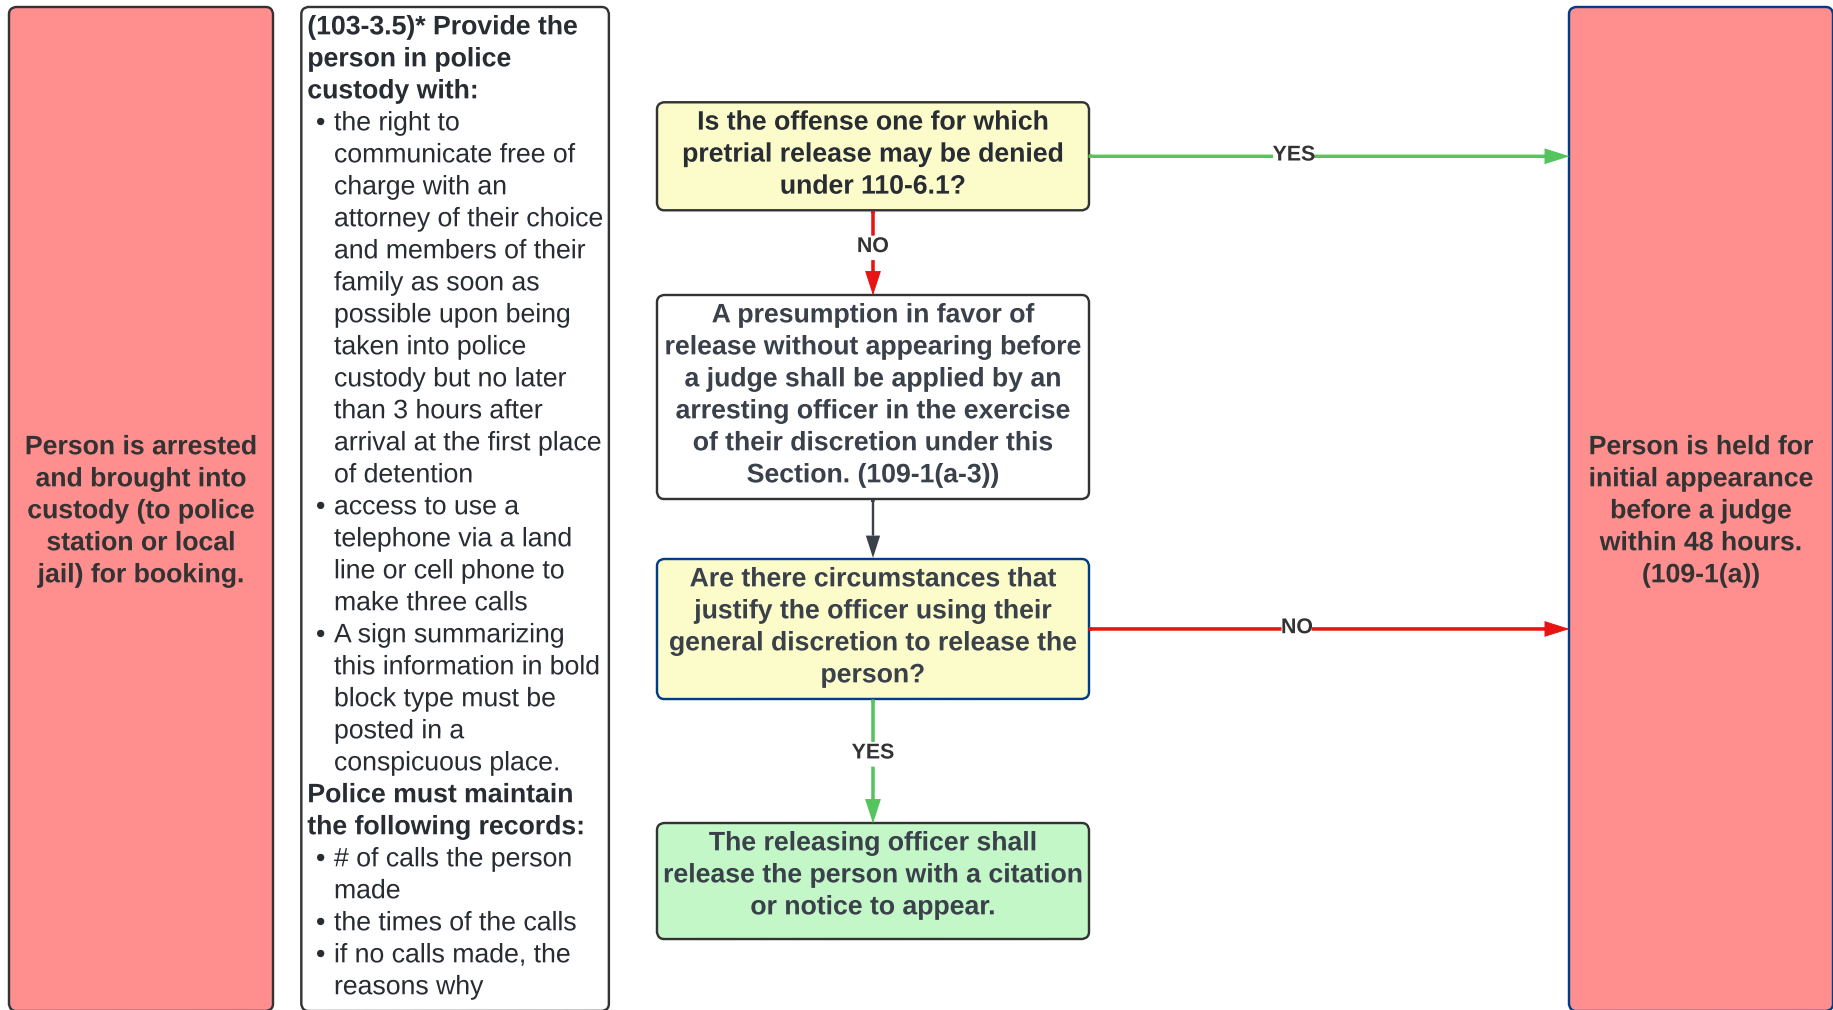 Person is arrested
and brought into
custody (to police
station or local
jail) for booking.
(103-3.5)* Provide the
person in police
custody with:
• the right to
communicate free of
charge with an
attorney of their choice
and members of their
family as soon as
possible upon being
taken into police
custody but no later
than 3 hours after
arrival at the first place
of detention
• access to use a
telephone via a land
line or cell phone to
make three calls
• A sign summarizing
this information in bold
block type must be
posted in a
conspicuous place.
Police must maintain
the following records:
• # of calls the person
made
• the times of the calls
• if no calls made, the
reasons why
Is the offense one for which
pretrial release may be denied
under 110-6.1?
YES
NO
A presumption in favor of
release without appearing before
a judge shall be applied by an
arresting officer in the exercise
of their discretion under this
Section. (109-1(a-3))
Are there circumstances that
justify the officer using their
general discretion to release the
person?
NO
YES
The releasing officer shall
release the person with a citation
or notice to appear.
Person is held for
initial appearance
before a judge
within 48 hours.
(109-1(a))